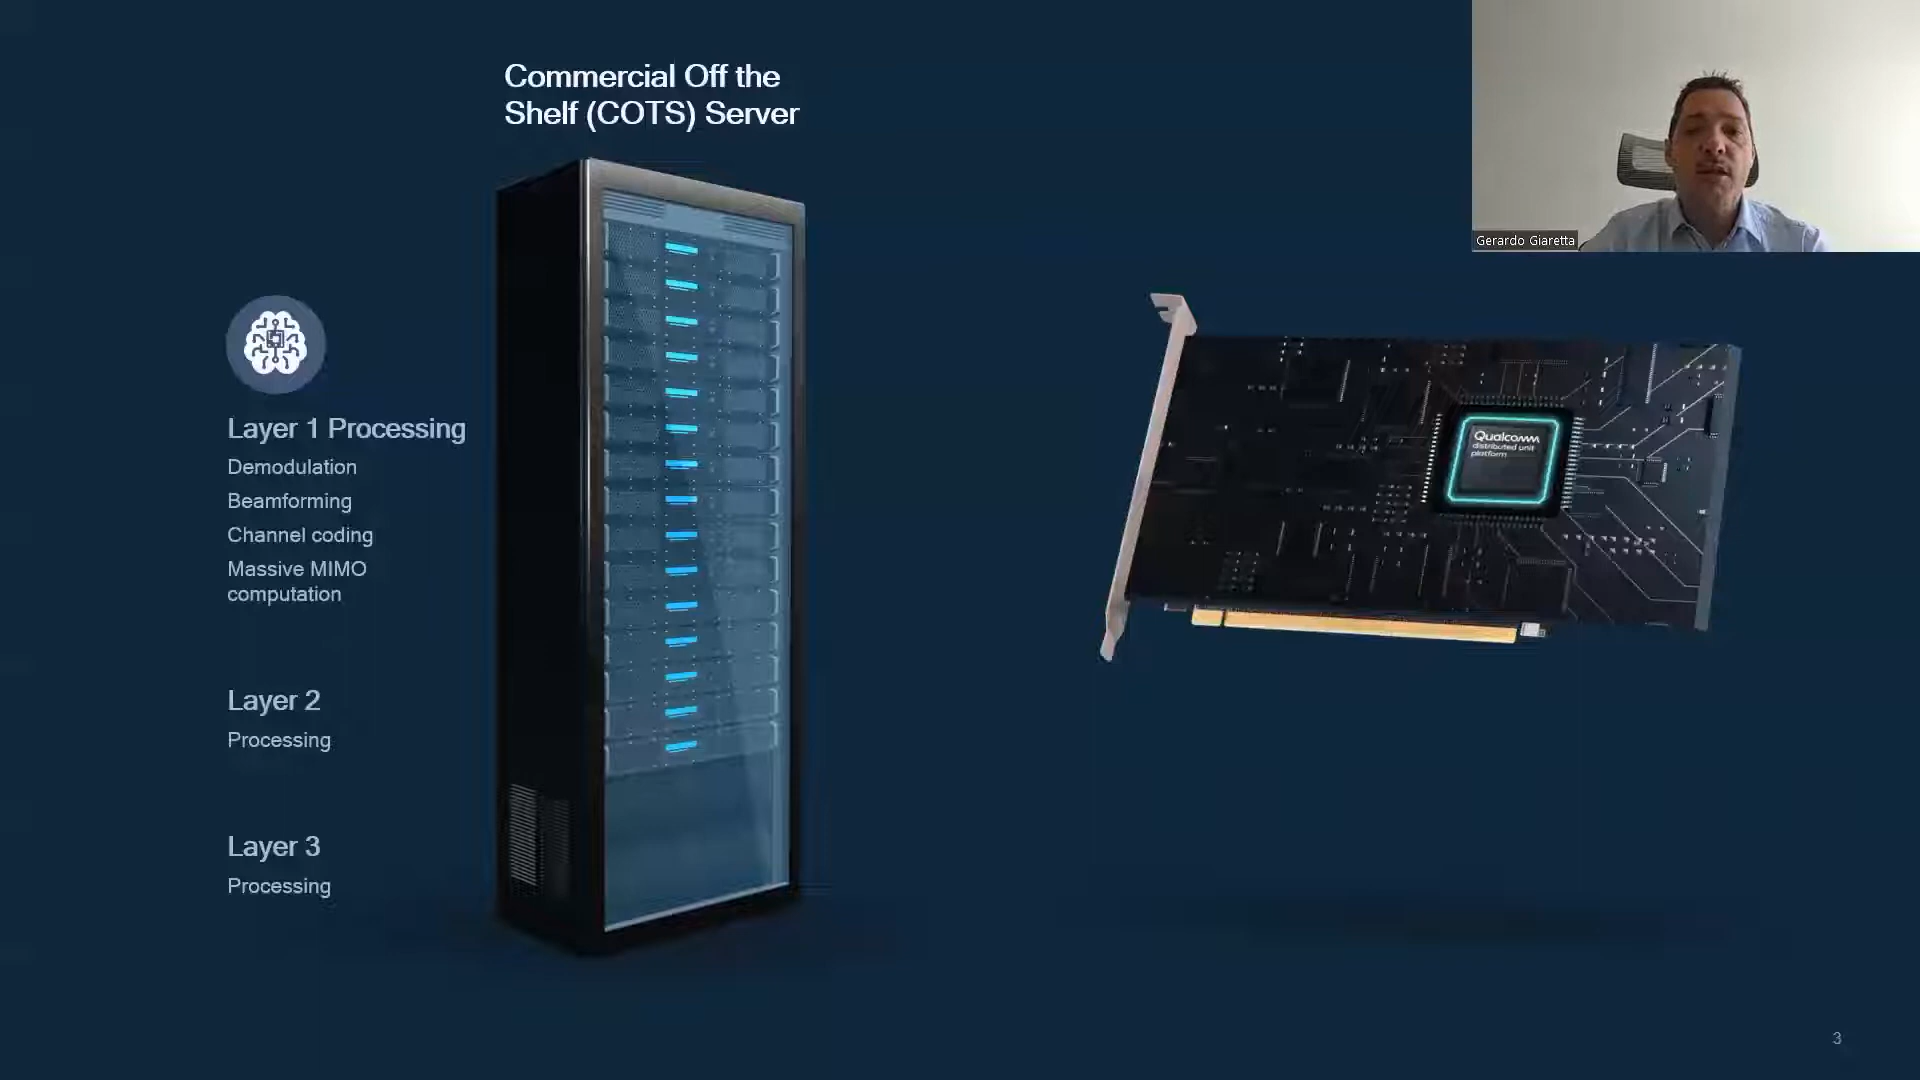 Commercial Off the
Shelf (COTS) Server
Gerardo Giaretta
Layer 1 Processing
Demodulation
Beamforming
Channel coding
Massive MIMO
computation
Layer 2
Processing
Layer 3
Processing
Qualcomm
distributed unit
platform
3